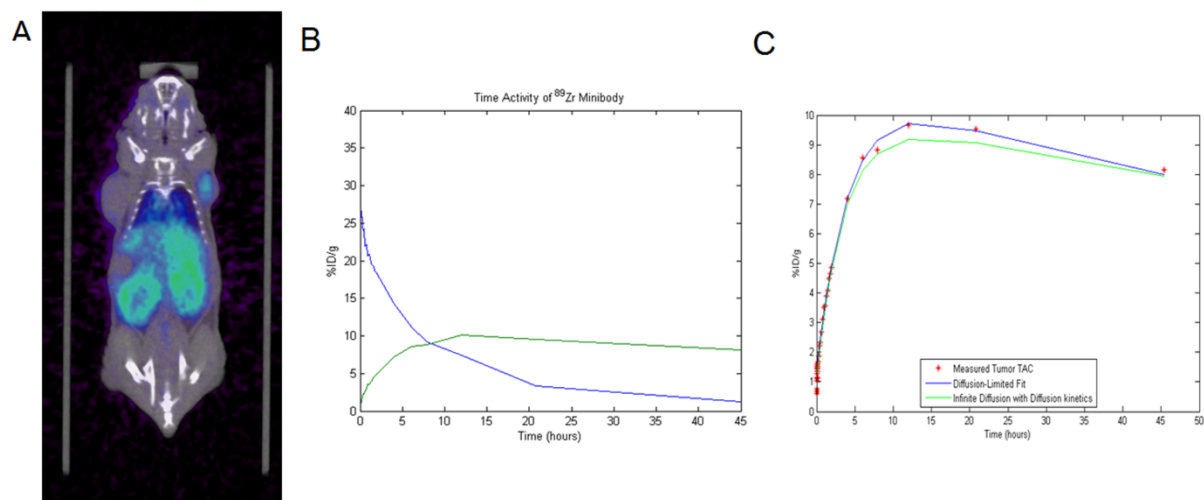 A
B
C
Time Activity of ⁸⁹Zr Minibody
40
35
30
25
20
15
10
5
0
%ID/g
0 5 10 15 20 25 30 35 40 45
Time (hours)
10
9
8
7
6
5
4
3
2
1
0
%ID/g
Measured Tumor TAC
Diffusion-Limited Fit
Infinite Diffusion with Diffusion kinetics
0 5 10 15 20 25 30 35 40 45 50
Time (hours)